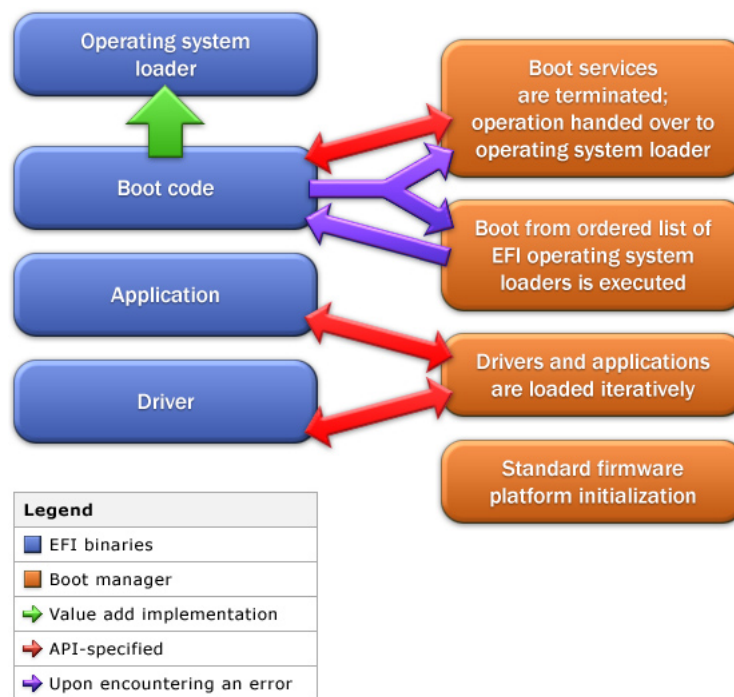 Operating system
loader
Boot services
are terminated;
operation handed over to
operating system loader
Boot code
Boot from ordered list of
EFI operating system
loaders is executed
Application
Drivers and applications
are loaded iteratively
Driver
Standard firmware
platform initialization
Legend
EFI binaries
Boot manager
Value add implementation
API-specified
Upon encountering an error